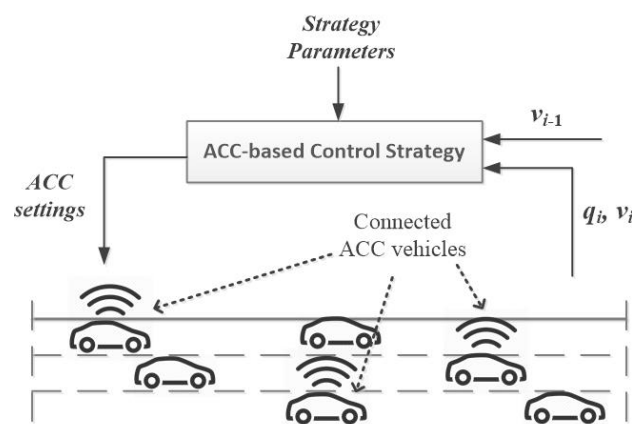 Strategy
Parameters
v_{i-1}
ACC-based Control Strategy
ACC
settings
q_i, v_i
Connected
ACC vehicles